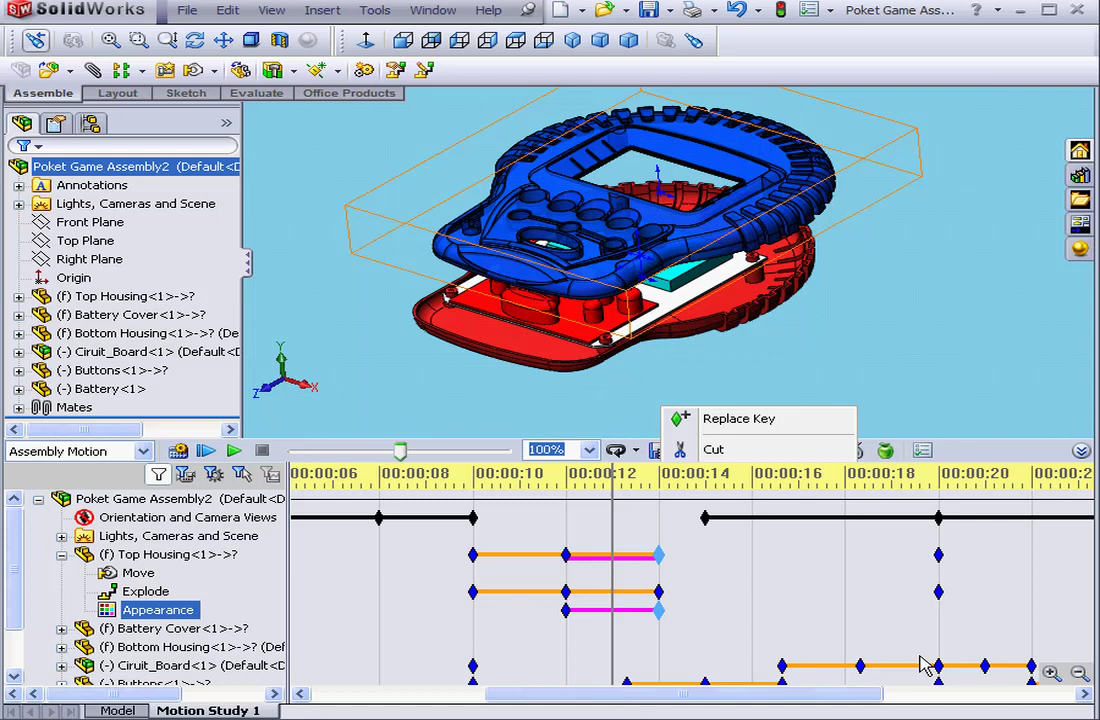 SolidWorks File Edit View Insert Tools Window Help Poket Game Ass... ?
Assemble Layout Sketch Evaluate Office Products
Poket Game Assembly2 (Default<D
Annotations
Lights, Cameras and Scene
Front Plane
Top Plane
Right Plane
Origin
(f) Top Housing<1>->?
(f) Battery Cover<1>->?
(f) Bottom Housing<1>->? (De
(-) Ciruit_Board<1> (Default<D
(-) Buttons<1>->?
(-) Battery<1>
Mates
Y
X
Z
Replace Key
Cut
Assembly Motion 100%
00:00:06 00:00:08 00:00:10 00:00:12 00:00:14 00:00:16 00:00:18 00:00:20 00:00:2
Poket Game Assembly2 (Default<D
Orientation and Camera Views
Lights, Cameras and Scene
(f) Top Housing<1>->?
Move
Explode
Appearance
(f) Battery Cover<1>->?
(f) Bottom Housing<1>->? (Def
(-) Ciruit_Board<1> (Default<D
(-) Buttons<1>->?
Model Motion Study 1